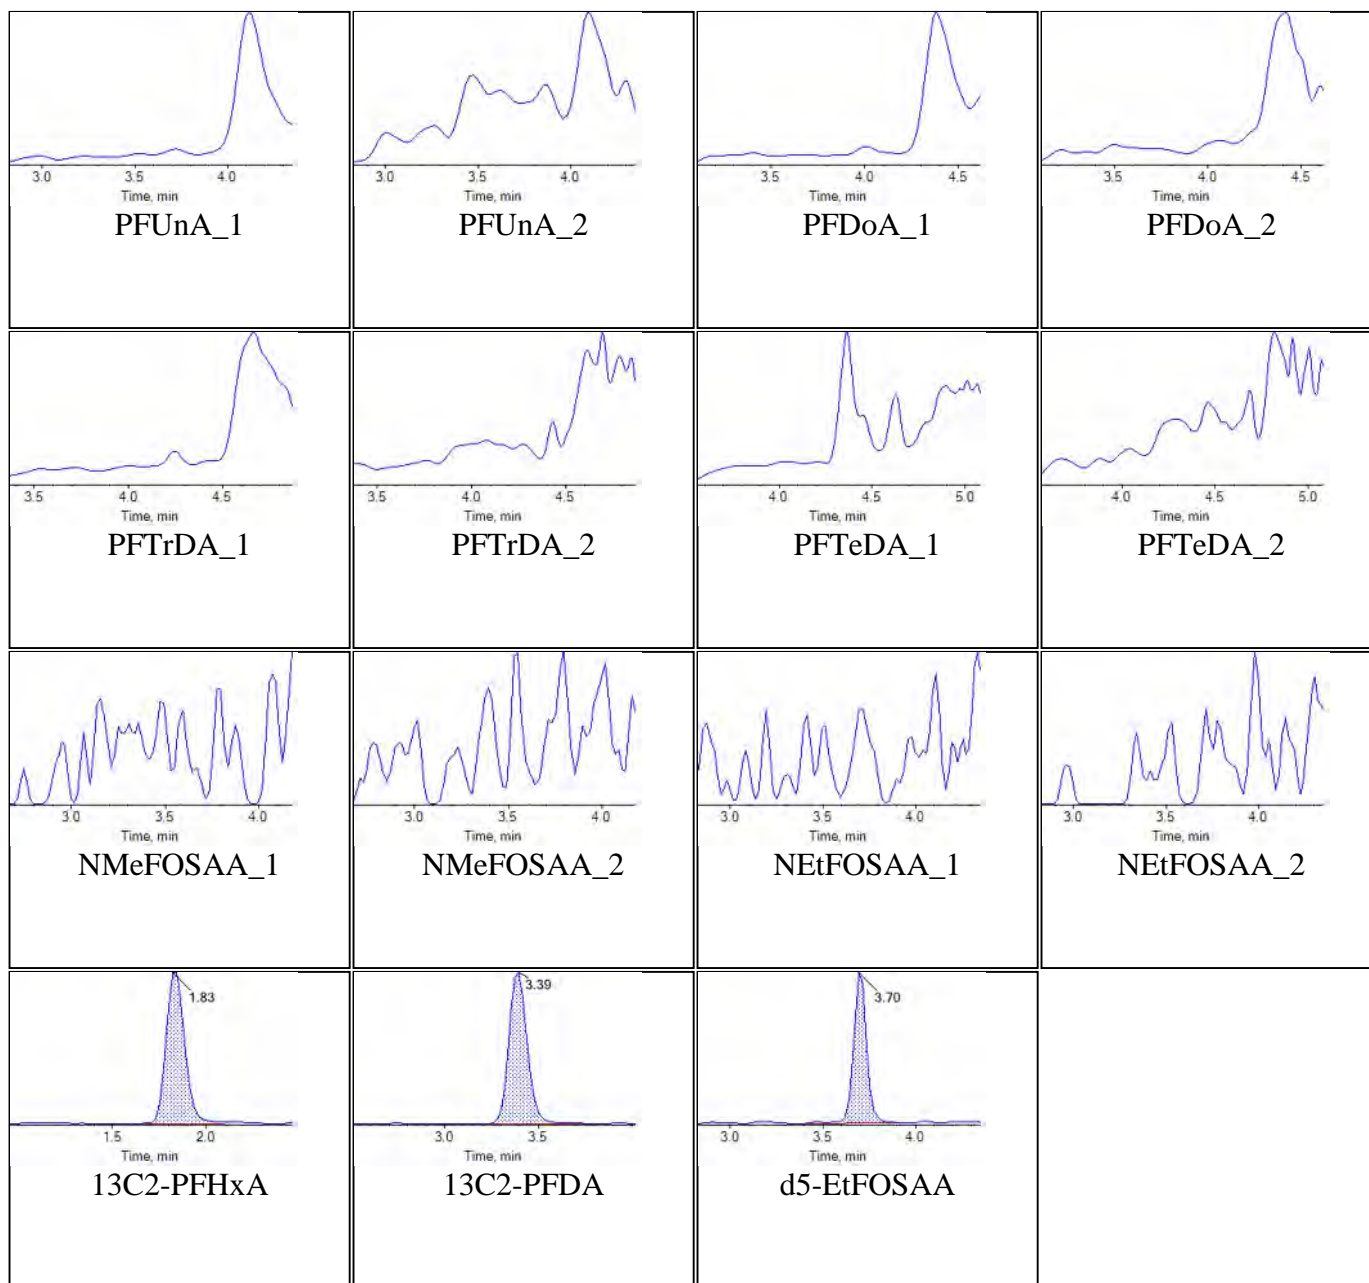 3.0 3.5 4.0
Time, min
PFUnA_1
3.0 3.5 4.0
Time, min
PFUnA_2
3.5 4.0 4.5
Time, min
PFDoA_1
3.5 4.0 4.5
Time, min
PFDoA_2
3.5 4.0 4.5
Time, min
PFTrDA_1
3.5 4.0 4.5
Time, min
PFTrDA_2
4.0 4.5 5.0
Time, min
PFTeDA_1
4.0 4.5 5.0
Time, min
PFTeDA_2
3.0 3.5 4.0
Time, min
NMeFOSAA_1
3.0 3.5 4.0
Time, min
NMeFOSAA_2
3.0 3.5 4.0
Time, min
NEtFOSAA_1
3.0 3.5 4.0
Time, min
NEtFOSAA_2
1.83
1.5 2.0
Time, min
13C2-PFHxA
3.39
3.0 3.5
Time, min
13C2-PFDA
3.70
3.0 3.5 4.0
Time, min
d5-EtFOSAA